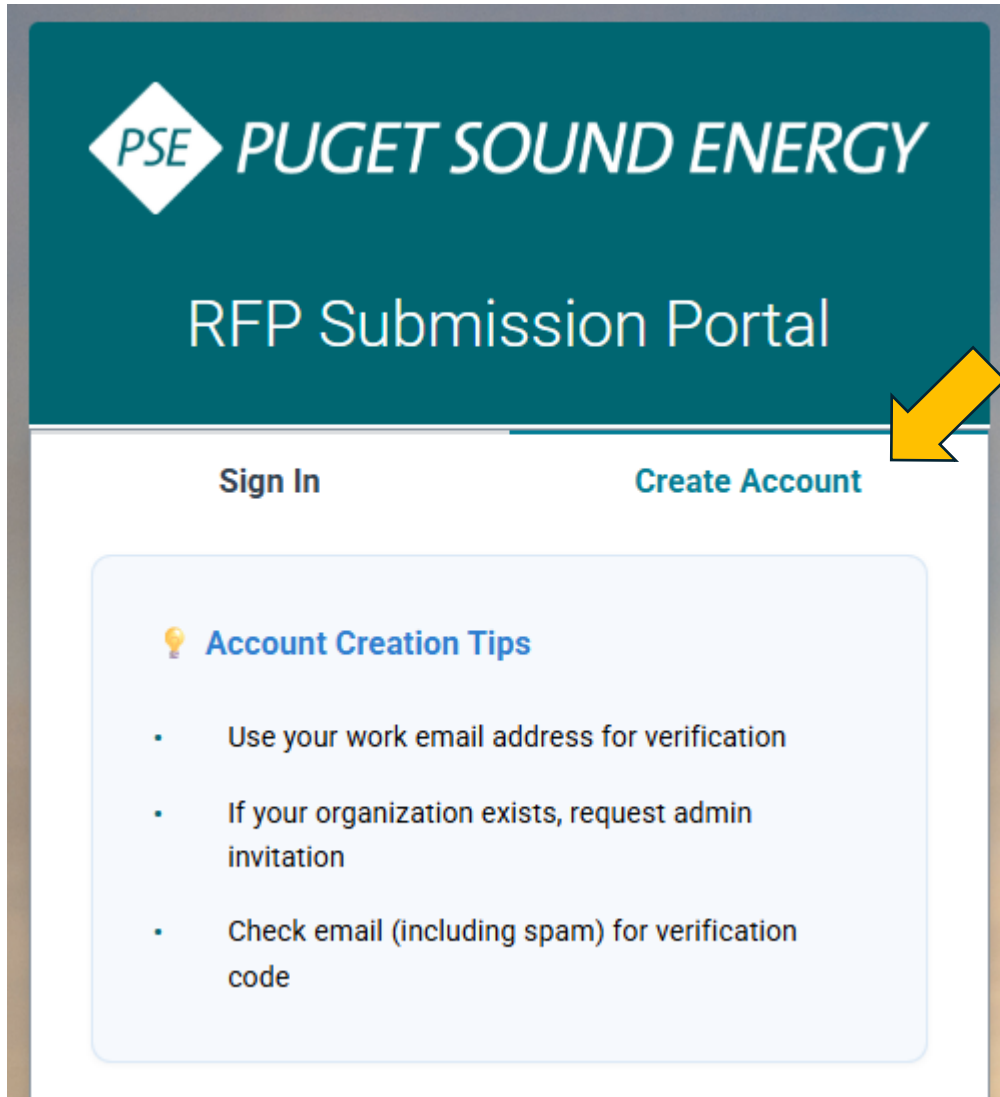 PSE PUGET SOUND ENERGY
RFP Submission Portal
Sign In Create Account
💡 Account Creation Tips
• Use your work email address for verification
• If your organization exists, request admin
invitation
• Check email (including spam) for verification
code